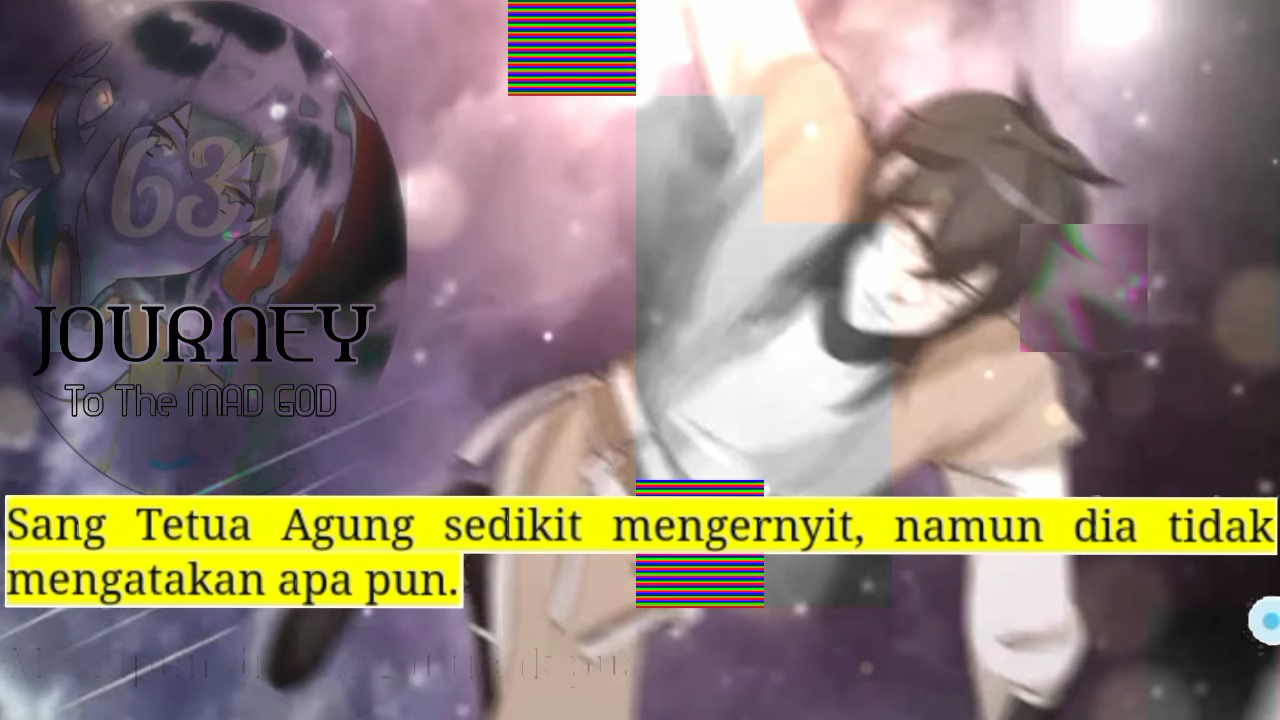 631
JOURNEY
To The MAD GOD
Sang Tetua Agung sedikit mengernyit, namun dia tidak
mengatakan apa pun.